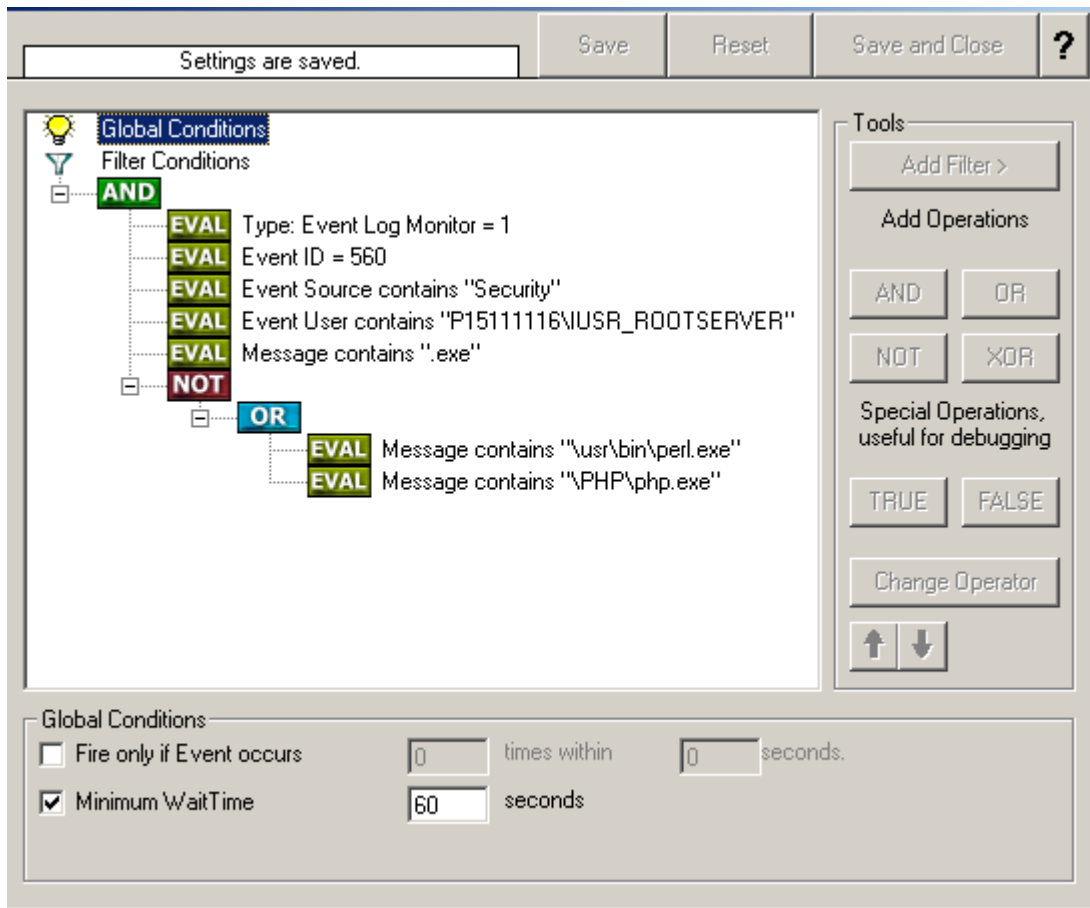 Settings are saved.
Save
Reset
Save and Close
?
Global Conditions
Filter Conditions
AND
EVAL Type: Event Log Monitor = 1
EVAL Event ID = 560
EVAL Event Source contains "Security"
EVAL Event User contains "P15111116\IUSR_ROOTSERVER"
EVAL Message contains ".exe"
NOT
OR
EVAL Message contains "\usr\bin\perl.exe"
EVAL Message contains "\PHP\php.exe"
Tools
Add Filter >
Add Operations
AND
OR
NOT
XOR
Special Operations,
useful for debugging
TRUE
FALSE
Change Operator
Global Conditions
Fire only if Event occurs 0 times within 0 seconds.
Minimum WaitTime 60 seconds